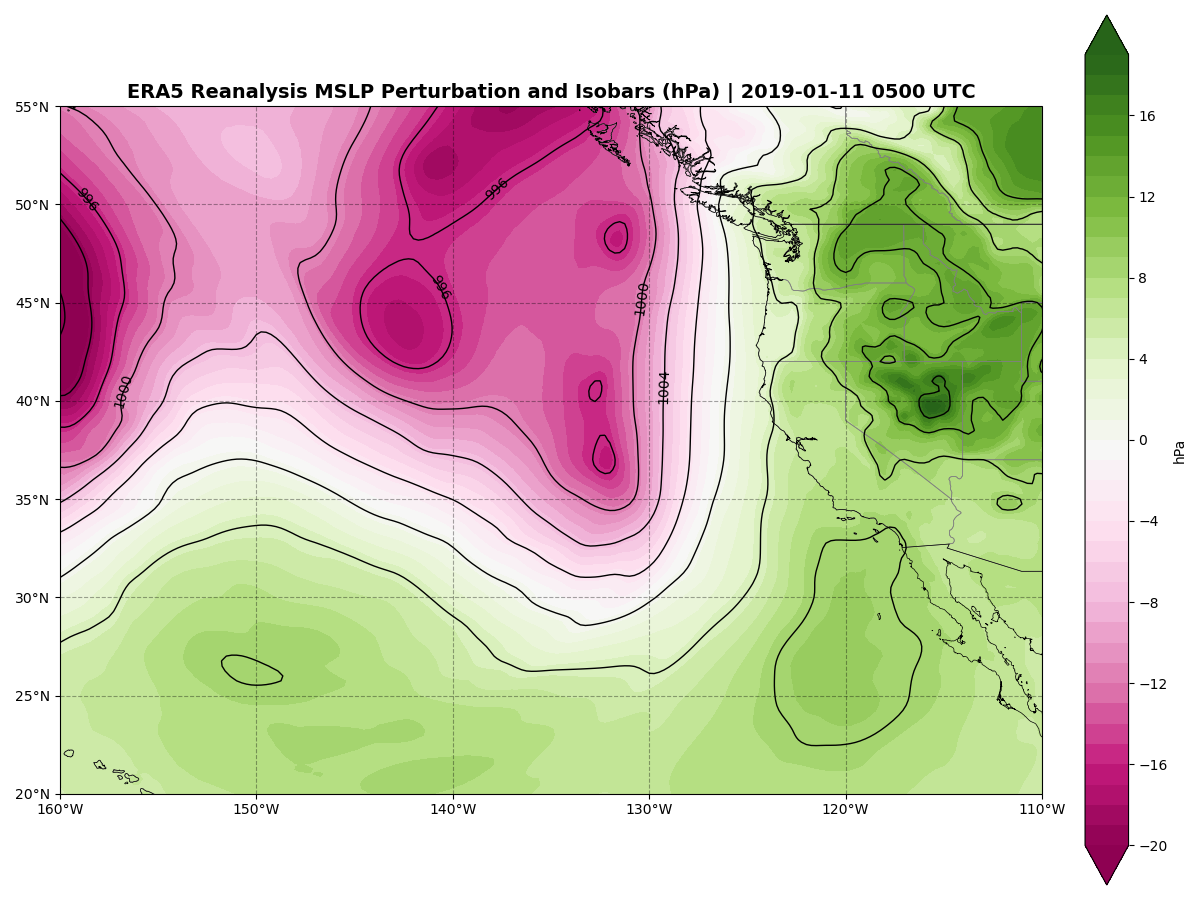 ERA5 Reanalysis MSLP Perturbation and Isobars (hPa) | 2019-01-11 0500 UTC
55°N
50°N
45°N
40°N
35°N
30°N
25°N
20°N
160°W 150°W 140°W 130°W 120°W 110°W
996
996
996
1000
1000
1004
16
12
8
4
0
−4
−8
−12
−16
−20
hPa